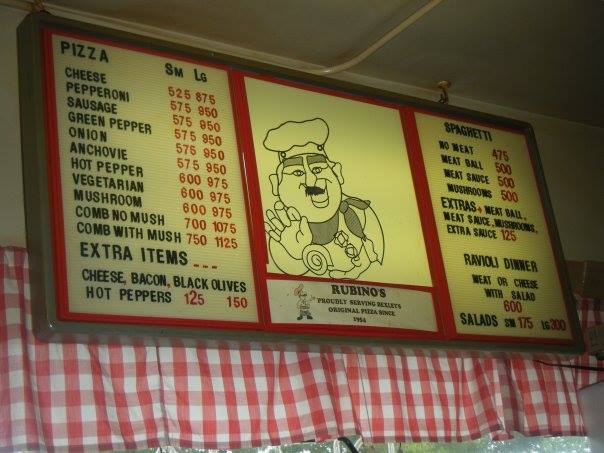 PIZZA
SM LG
CHEESE 525 875
PEPPERONI 575 950
SAUSAGE 575 950
GREEN PEPPER 575 950
ONION 575 950
ANCHOVIE 575 950
HOT PEPPER 600 975
VEGETARIAN 600 975
MUSHROOM 600 975
COMB NO MUSH 700 1075
COMB WITH MUSH 750 1125
EXTRA ITEMS ---
CHEESE, BACON, BLACK OLIVES
HOT PEPPERS 125 150
RUBINO'S
PROUDLY SERVING BEXLEYS
ORIGINAL PIZZA SINCE
1954
SPAGHETTI
NO MEAT 475
MEAT BALL 500
MEAT SAUCE 500
MUSHROOMS 500
EXTRAS - MEAT BALL,
MEAT SAUCE, MUSHROOMS,
EXTRA SAUCE 125
RAVIOLI DINNER
MEAT OR CHEESE
WITH SALAD
600
SALADS SM 175 LG 300